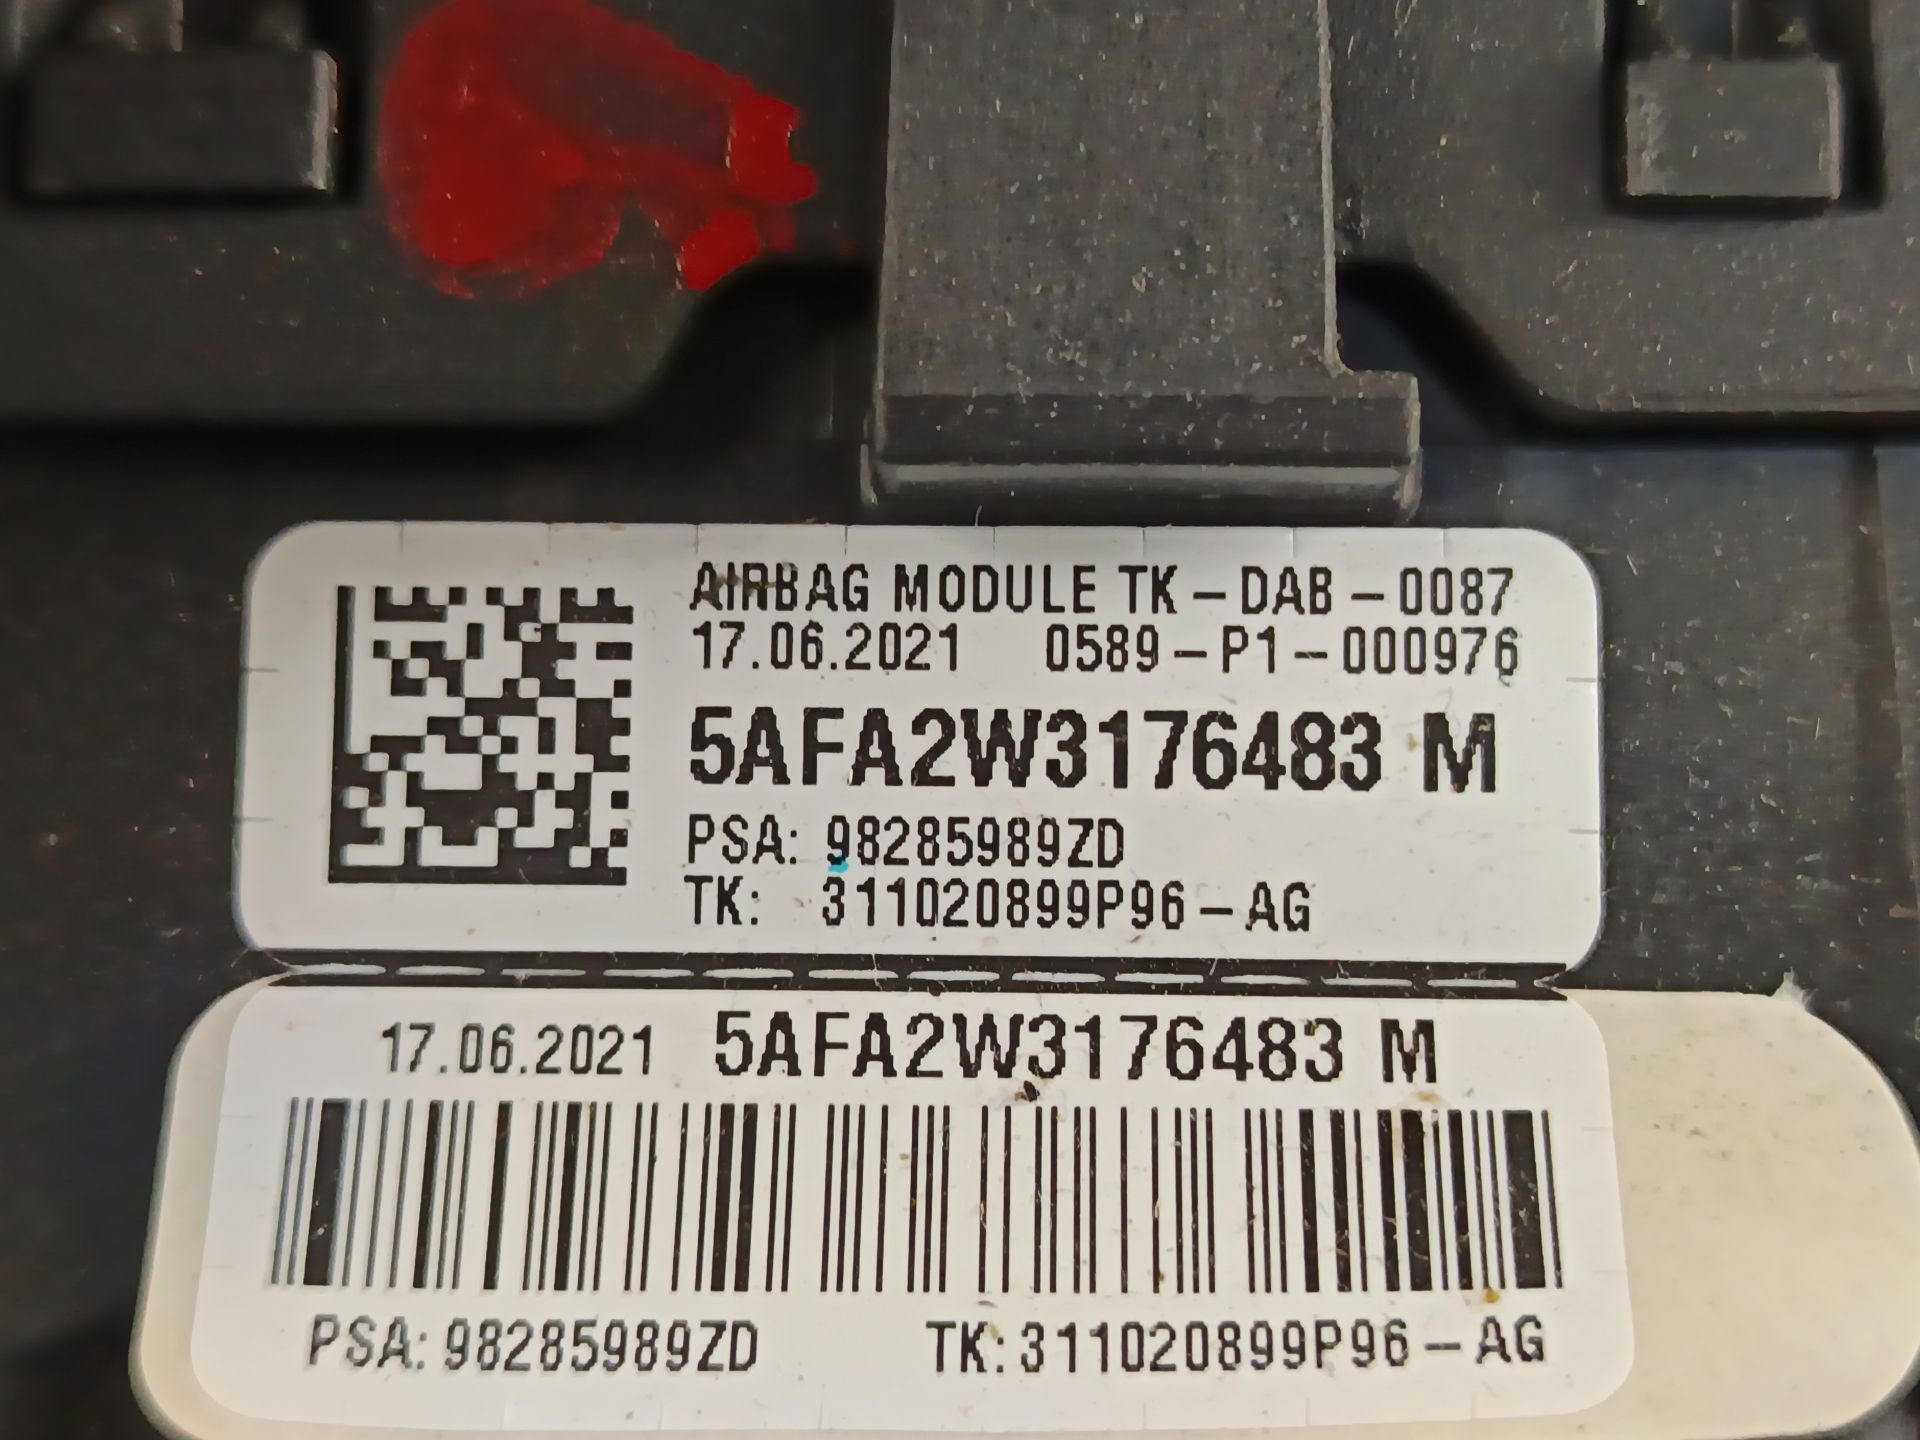 AIRBAG MODULE TK-DAB-0087
17.06.2021 0589-P1-000976
5AFA2W3176483 M
PSA: 98285989ZD
TK: 311020899P96-AG
17.06.2021 5AFA2W3176483 M
PSA: 98285989ZD TK: 311020899P96-AG